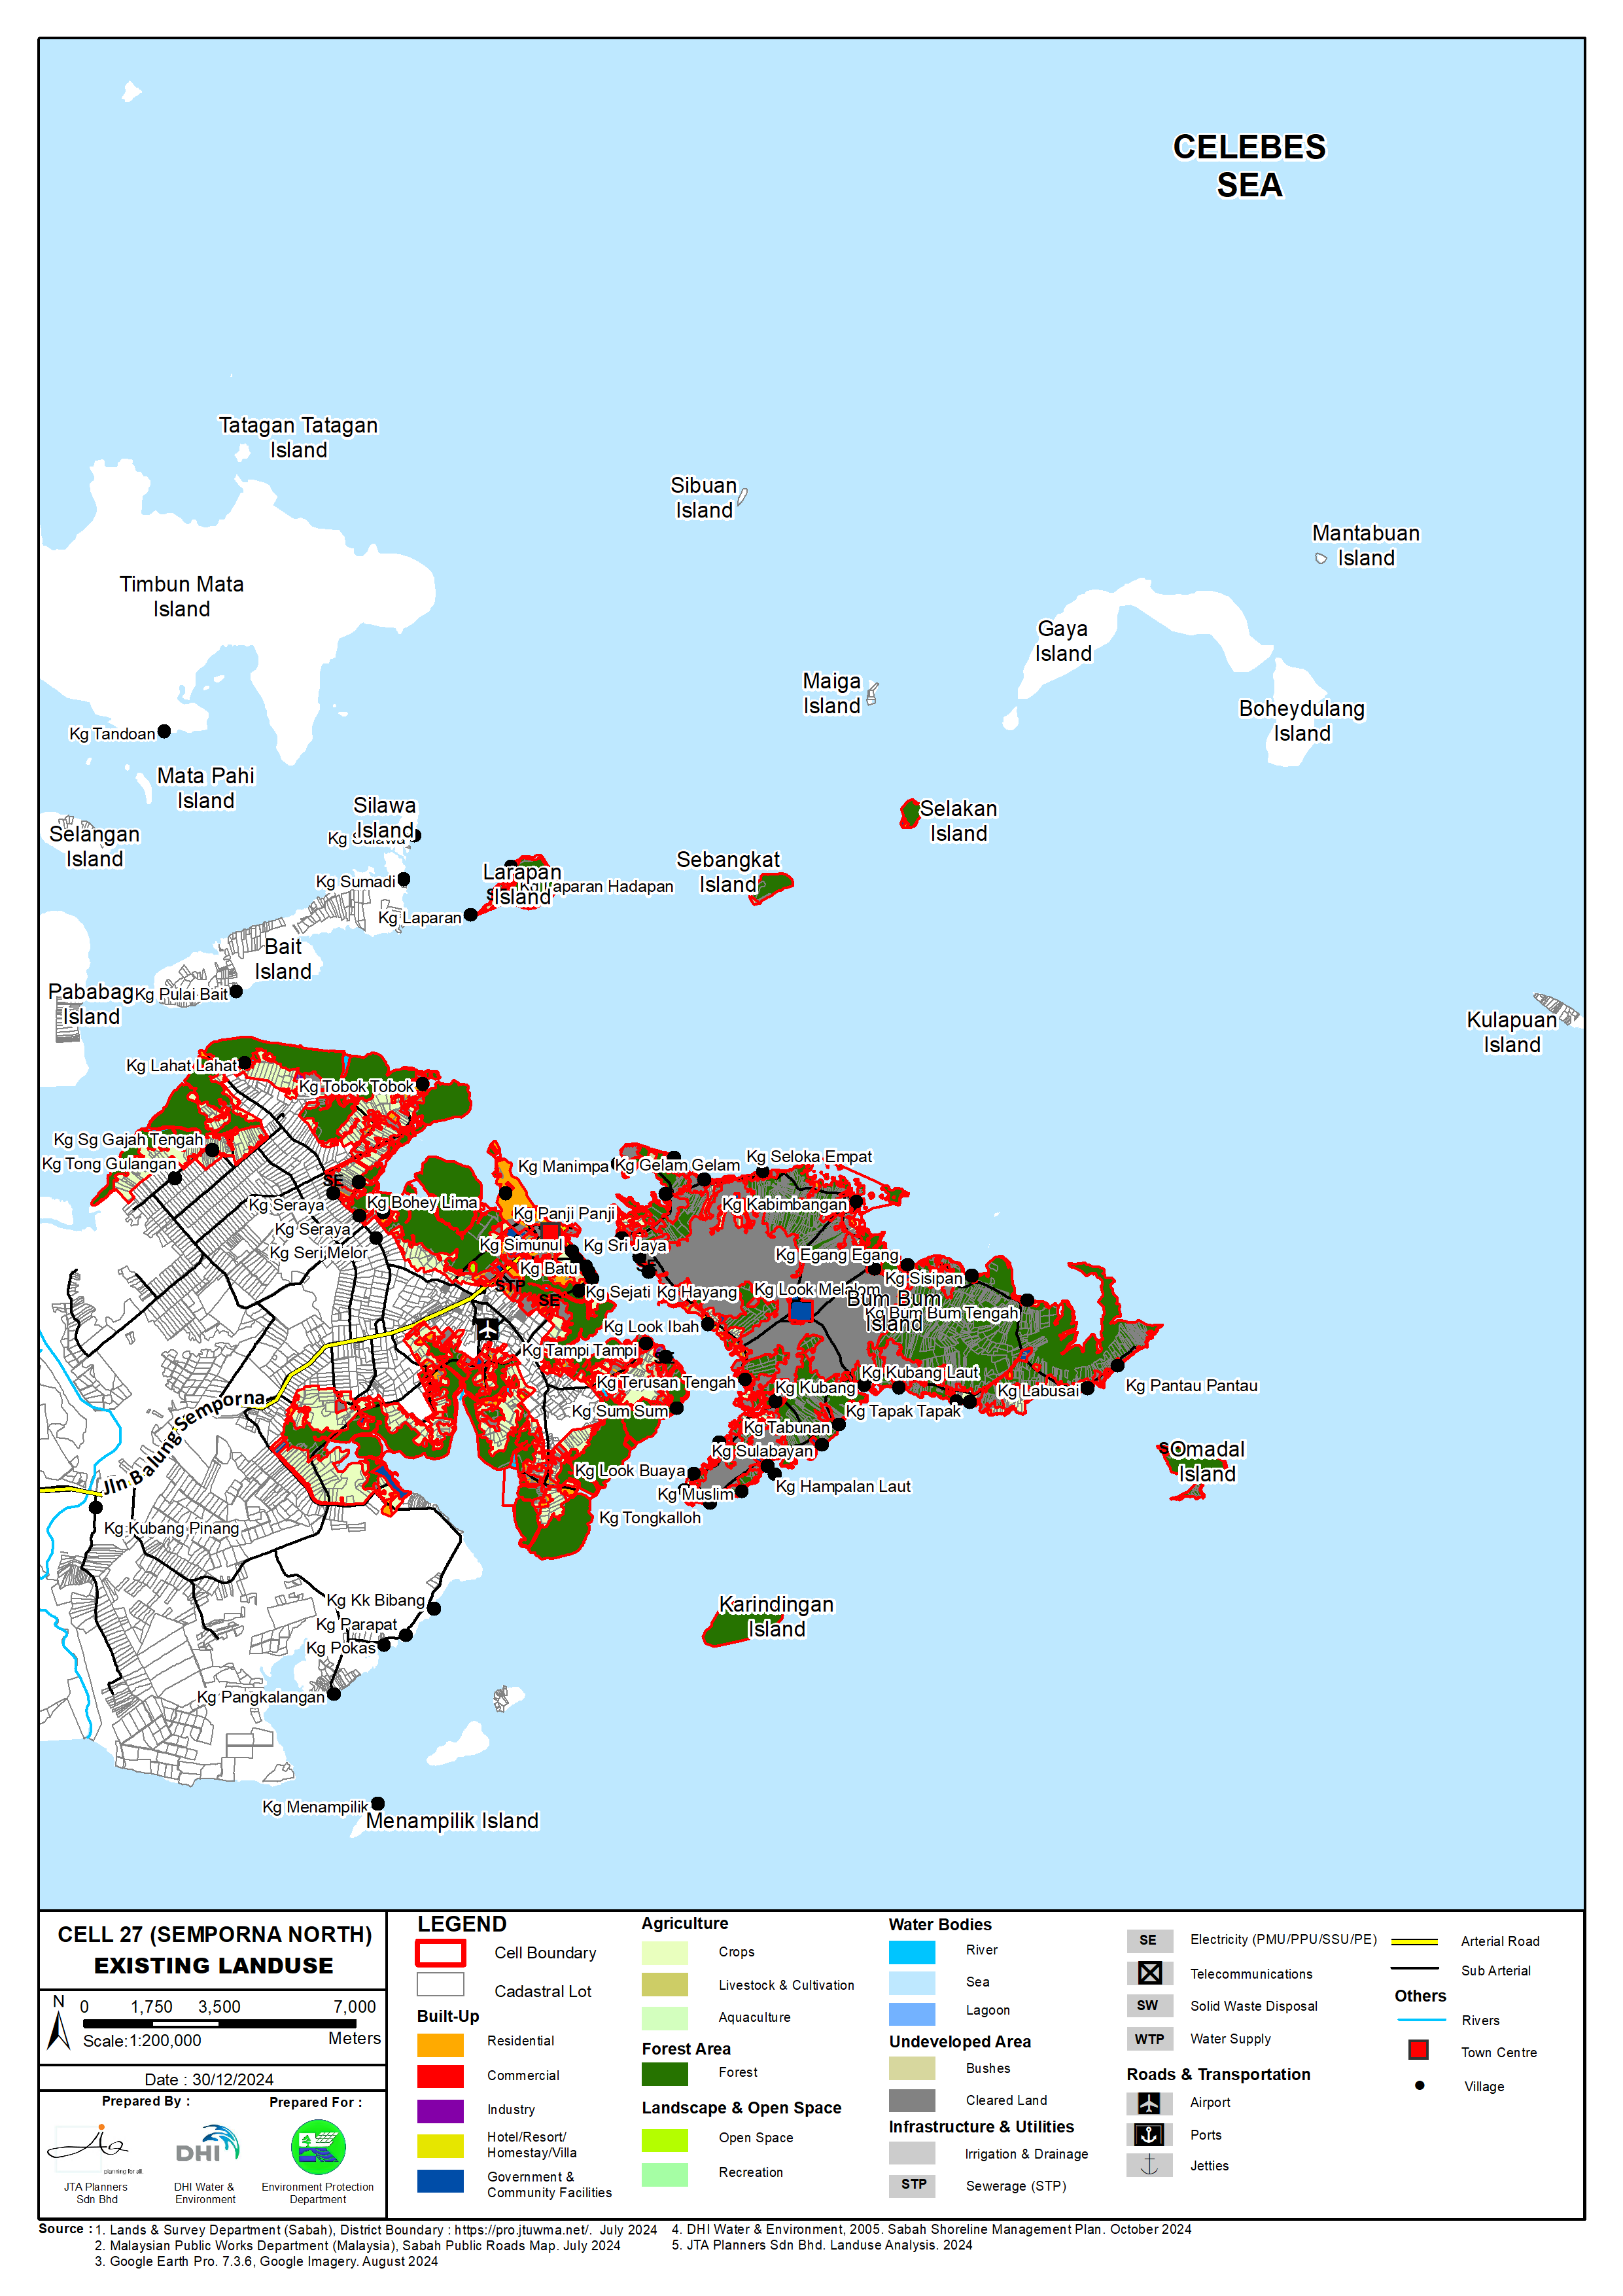 CELEBES
SEA
Tatagan Tatagan
Island
Sibuan
Island
Mantabuan
Island
Timbun Mata
Island
Gaya
Island
Maiga
Island
Boheydulang
Island
Kg Tandoan
Mata Pahi
Island
Silawa
Island
Selangan
Island
Selakan
Island
Larapan
Island
Sebangkat
Island
Kg Sumadi
Kg Laparan
Bait
Island
Pababag
Island
Kg Pulai Bait
Kulapuan
Island
Kg Lahat Lahat
Kg Tobok Tobok
Kg Sg Gajah Tengah
Kg Tong Gulangan
SE
Kg Seraya
Kg Bohey Lima
Kg Seraya
Kg Seri Melor
Kg Manimpa
Kg Gelam Gelam
Kg Seloka Empat
Kg Panji Panji
Kg Kabimbangan
Kg Simunul
Kg Sri Jaya
Kg Batu
Kg Egang Egang
Kg Sisipan
STP
SE
Kg Sejati
Kg Hayang
Bum Bum
Island
Kg Bum Bum Tengah
Kg Look Ibah
Kg Tampi Tampi
Kg Terusan Tengah
Kg Kubang
Kg Kubang Laut
Kg Labusai
Kg Pantau Pantau
Kg Sum Sum
Kg Tapak Tapak
Kg Tabunan
Kg Sulabayan
Kg Look Buaya
Kg Hampalan Laut
Kg Muslim
Kg Tongkalloh
Omadal
Island
Jln Balung Semporna
Kg Kubang Pinang
Kg Kk Bibang
Kg Parapat
Kg Pokas
Kg Pangkalangan
Karindingan
Island
Kg Menampilik
Menampilik Island
CELL 27 (SEMPORNA NORTH)
EXISTING LANDUSE
N
0 1,750 3,500 7,000
Scale:1:200,000 Meters
Date : 30/12/2024
Prepared By :
Prepared For :
planning for all.
DHI
JTA Planners
Sdn Bhd
DHI Water &
Environment
Environment Protection
Department
LEGEND
Cell Boundary
Cadastral Lot
Built-Up
Residential
Commercial
Industry
Hotel/Resort/
Homestay/Villa
Government &
Community Facilities
Agriculture
Crops
Livestock & Cultivation
Aquaculture
Forest Area
Forest
Landscape & Open Space
Open Space
Recreation
Water Bodies
River
Sea
Lagoon
Undeveloped Area
Bushes
Cleared Land
Infrastructure & Utilities
Irrigation & Drainage
STP Sewerage (STP)
SE Electricity (PMU/PPU/SSU/PE)
Telecommunications
SW Solid Waste Disposal
WTP Water Supply
Roads & Transportation
Airport
Ports
Jetties
Arterial Road
Sub Arterial
Others
Rivers
Town Centre
Village
Source : 1. Lands & Survey Department (Sabah), District Boundary : https://pro.jtuwma.net/. July 2024
2. Malaysian Public Works Department (Malaysia), Sabah Public Roads Map. July 2024
3. Google Earth Pro. 7.3.6, Google Imagery. August 2024
4. DHI Water & Environment, 2005. Sabah Shoreline Management Plan. October 2024
5. JTA Planners Sdn Bhd. Landuse Analysis. 2024